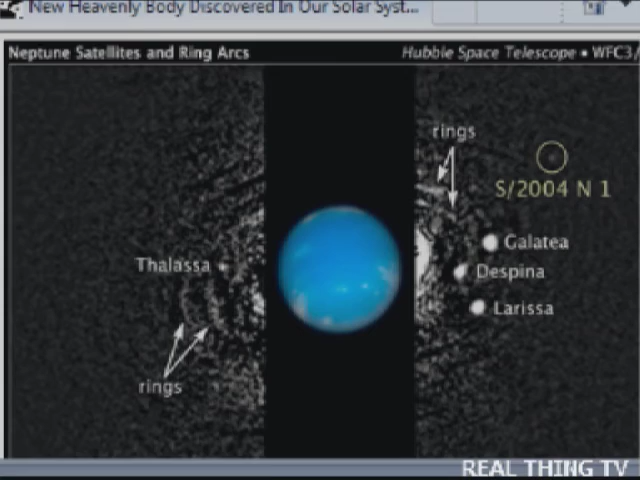 New Heavenly Body Discovered In Our Solar Syst...
Neptune Satellites and Ring Arcs
Hubble Space Telescope • WFC3/
rings
S/2004 N 1
Galatea
Thalassa
Despina
Larissa
rings
REAL THING TV